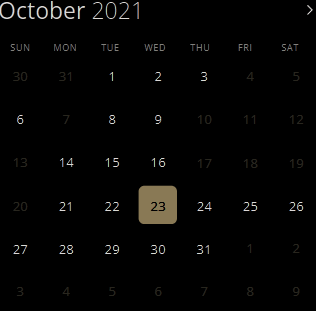 October 2021
SUN MON TUE WED THU FRI SAT
30 31 1 2 3 4 5
6 7 8 9 10 11 12
13 14 15 16 17 18 19
20 21 22 23 24 25 26
27 28 29 30 31 1 2
3 4 5 6 7 8 9